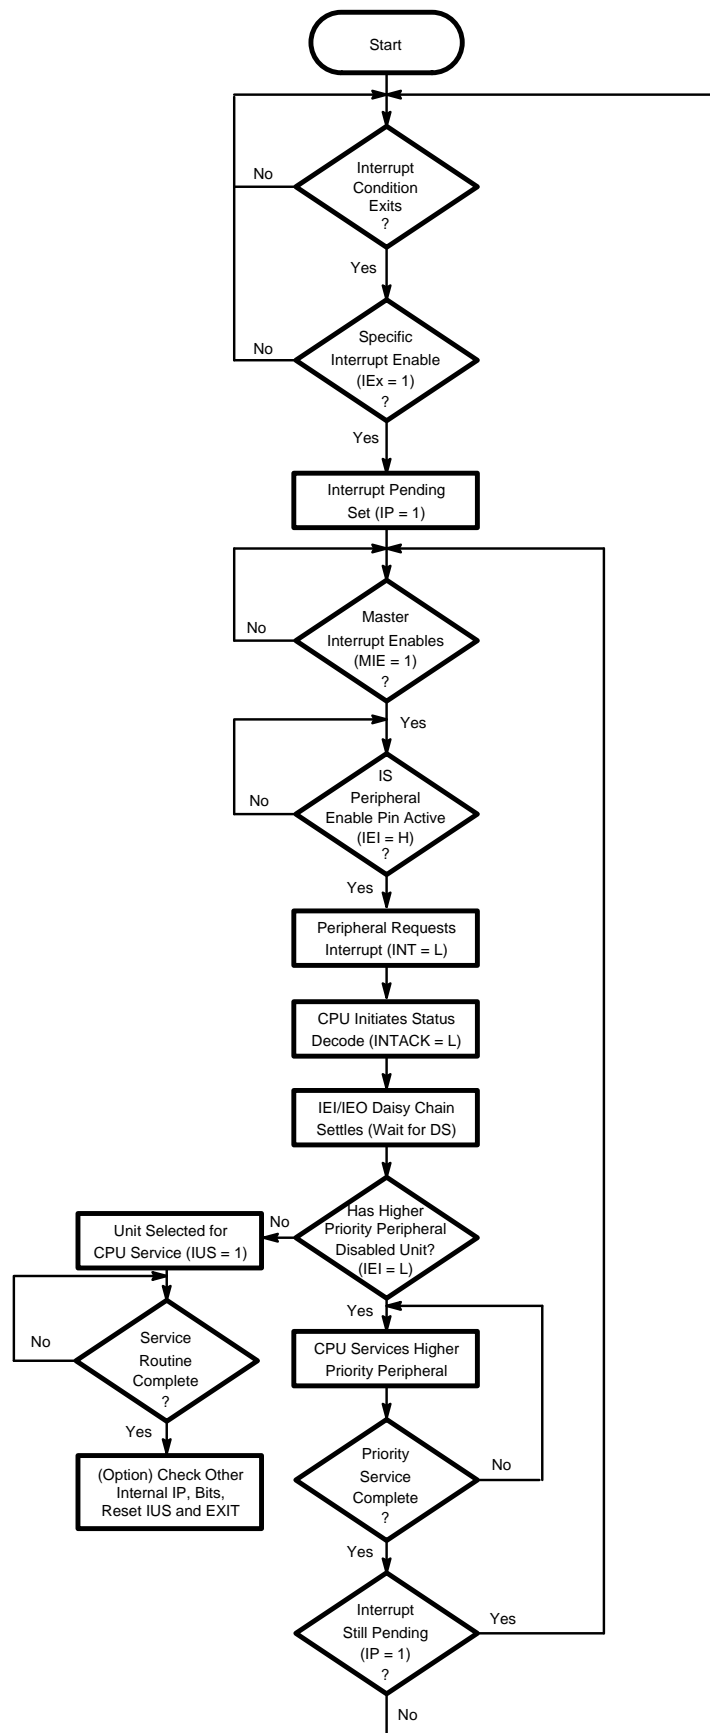 Start
Interrupt
Condition
Exits
?
No
Yes
Specific
Interrupt Enable
(IEx = 1)
?
No
Yes
Interrupt Pending
Set (IP = 1)
Master
Interrupt Enables
(MIE = 1)
?
No
Yes
IS
Peripheral
Enable Pin Active
(IEI = H)
?
No
Yes
Peripheral Requests
Interrupt (INT = L)
CPU Initiates Status
Decode (INTACK = L)
IEI/IEO Daisy Chain
Settles (Wait for DS)
Has Higher
Priority Peripheral
Disabled Unit?
(IEI = L)
No
Unit Selected for
CPU Service (IUS = 1)
Yes
Service
Routine
Complete
?
No
Yes
(Option) Check Other
Internal IP, Bits,
Reset IUS and EXIT
CPU Services Higher
Priority Peripheral
Priority
Service
Complete
?
No
Yes
Interrupt
Still Pending
(IP = 1)
?
Yes
No